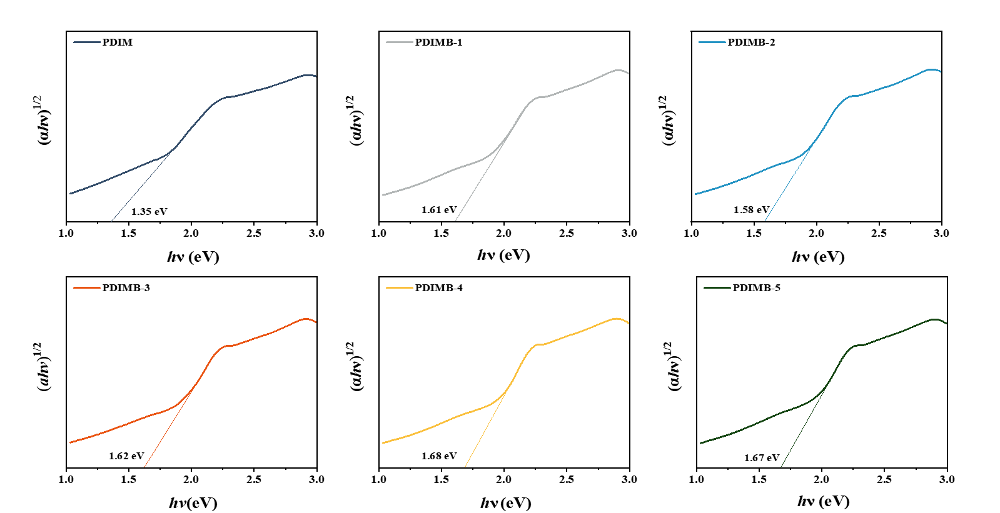 PDIM
(αhν)1/2
1.35 eV
1.0 1.5 2.0 2.5 3.0
hν (eV)
PDIMB-1
(αhν)1/2
1.61 eV
1.0 1.5 2.0 2.5 3.0
hν (eV)
PDIMB-2
(αhν)1/2
1.58 eV
1.0 1.5 2.0 2.5 3.0
hν (eV)
PDIMB-3
(ahv)1/2
1.62 eV
1.0 1.5 2.0 2.5 3.0
hv(eV)
PDIMB-4
(αhν)1/2
1.68 eV
1.0 1.5 2.0 2.5 3.0
hν (eV)
PDIMB-5
(αhν)1/2
1.67 eV
1.0 1.5 2.0 2.5 3.0
hν (eV)